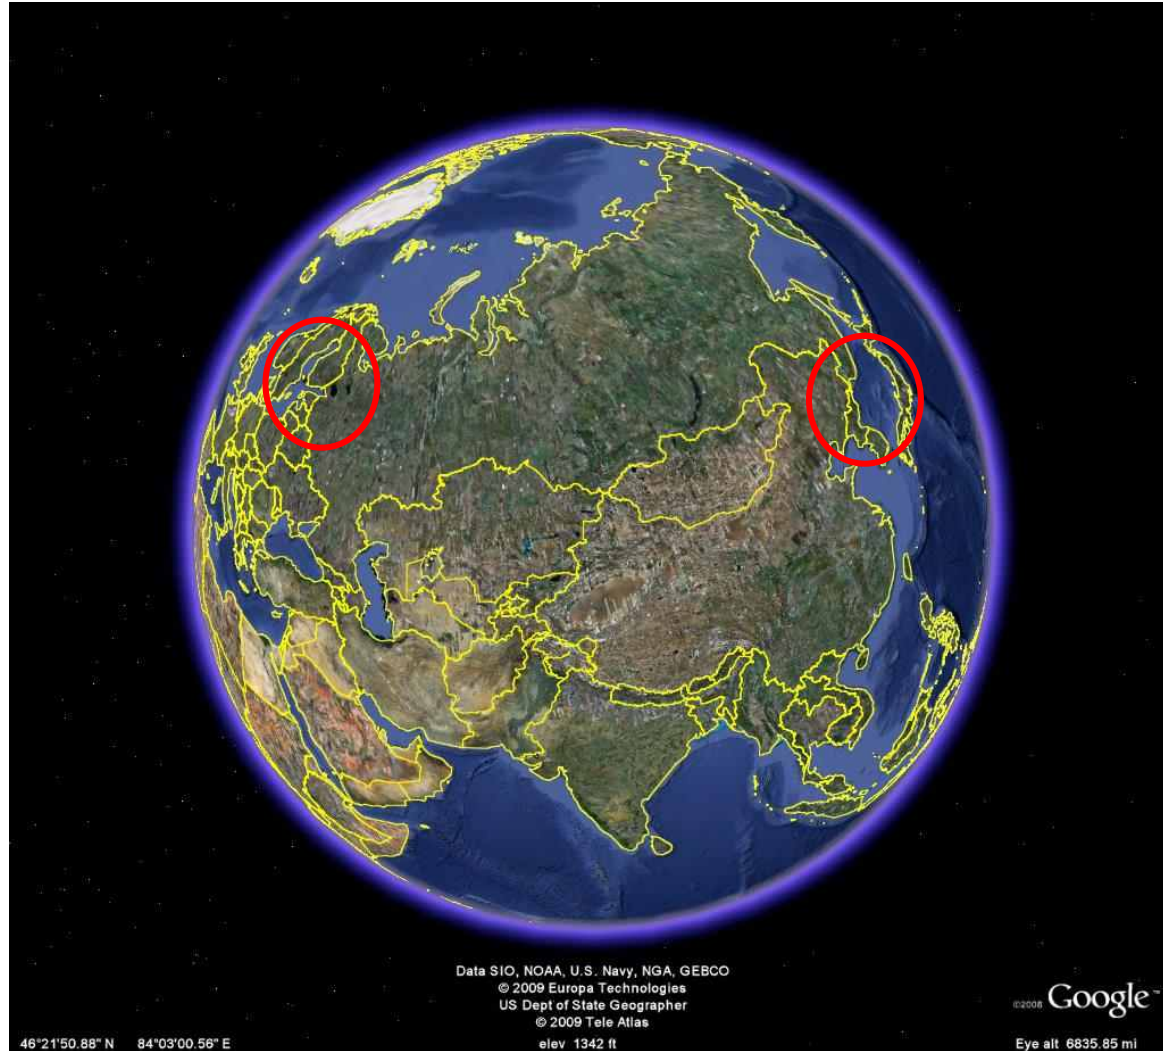 Data SIO, NOAA, U.S. Navy, NGA, GEBCO
© 2009 Europa Technologies
US Dept of State Geographer
© 2009 Tele Atlas
©2008 Google™
46°21'50.88" N 84°03'00.56" E elev 1342 ft Eye alt 6835.85 mi